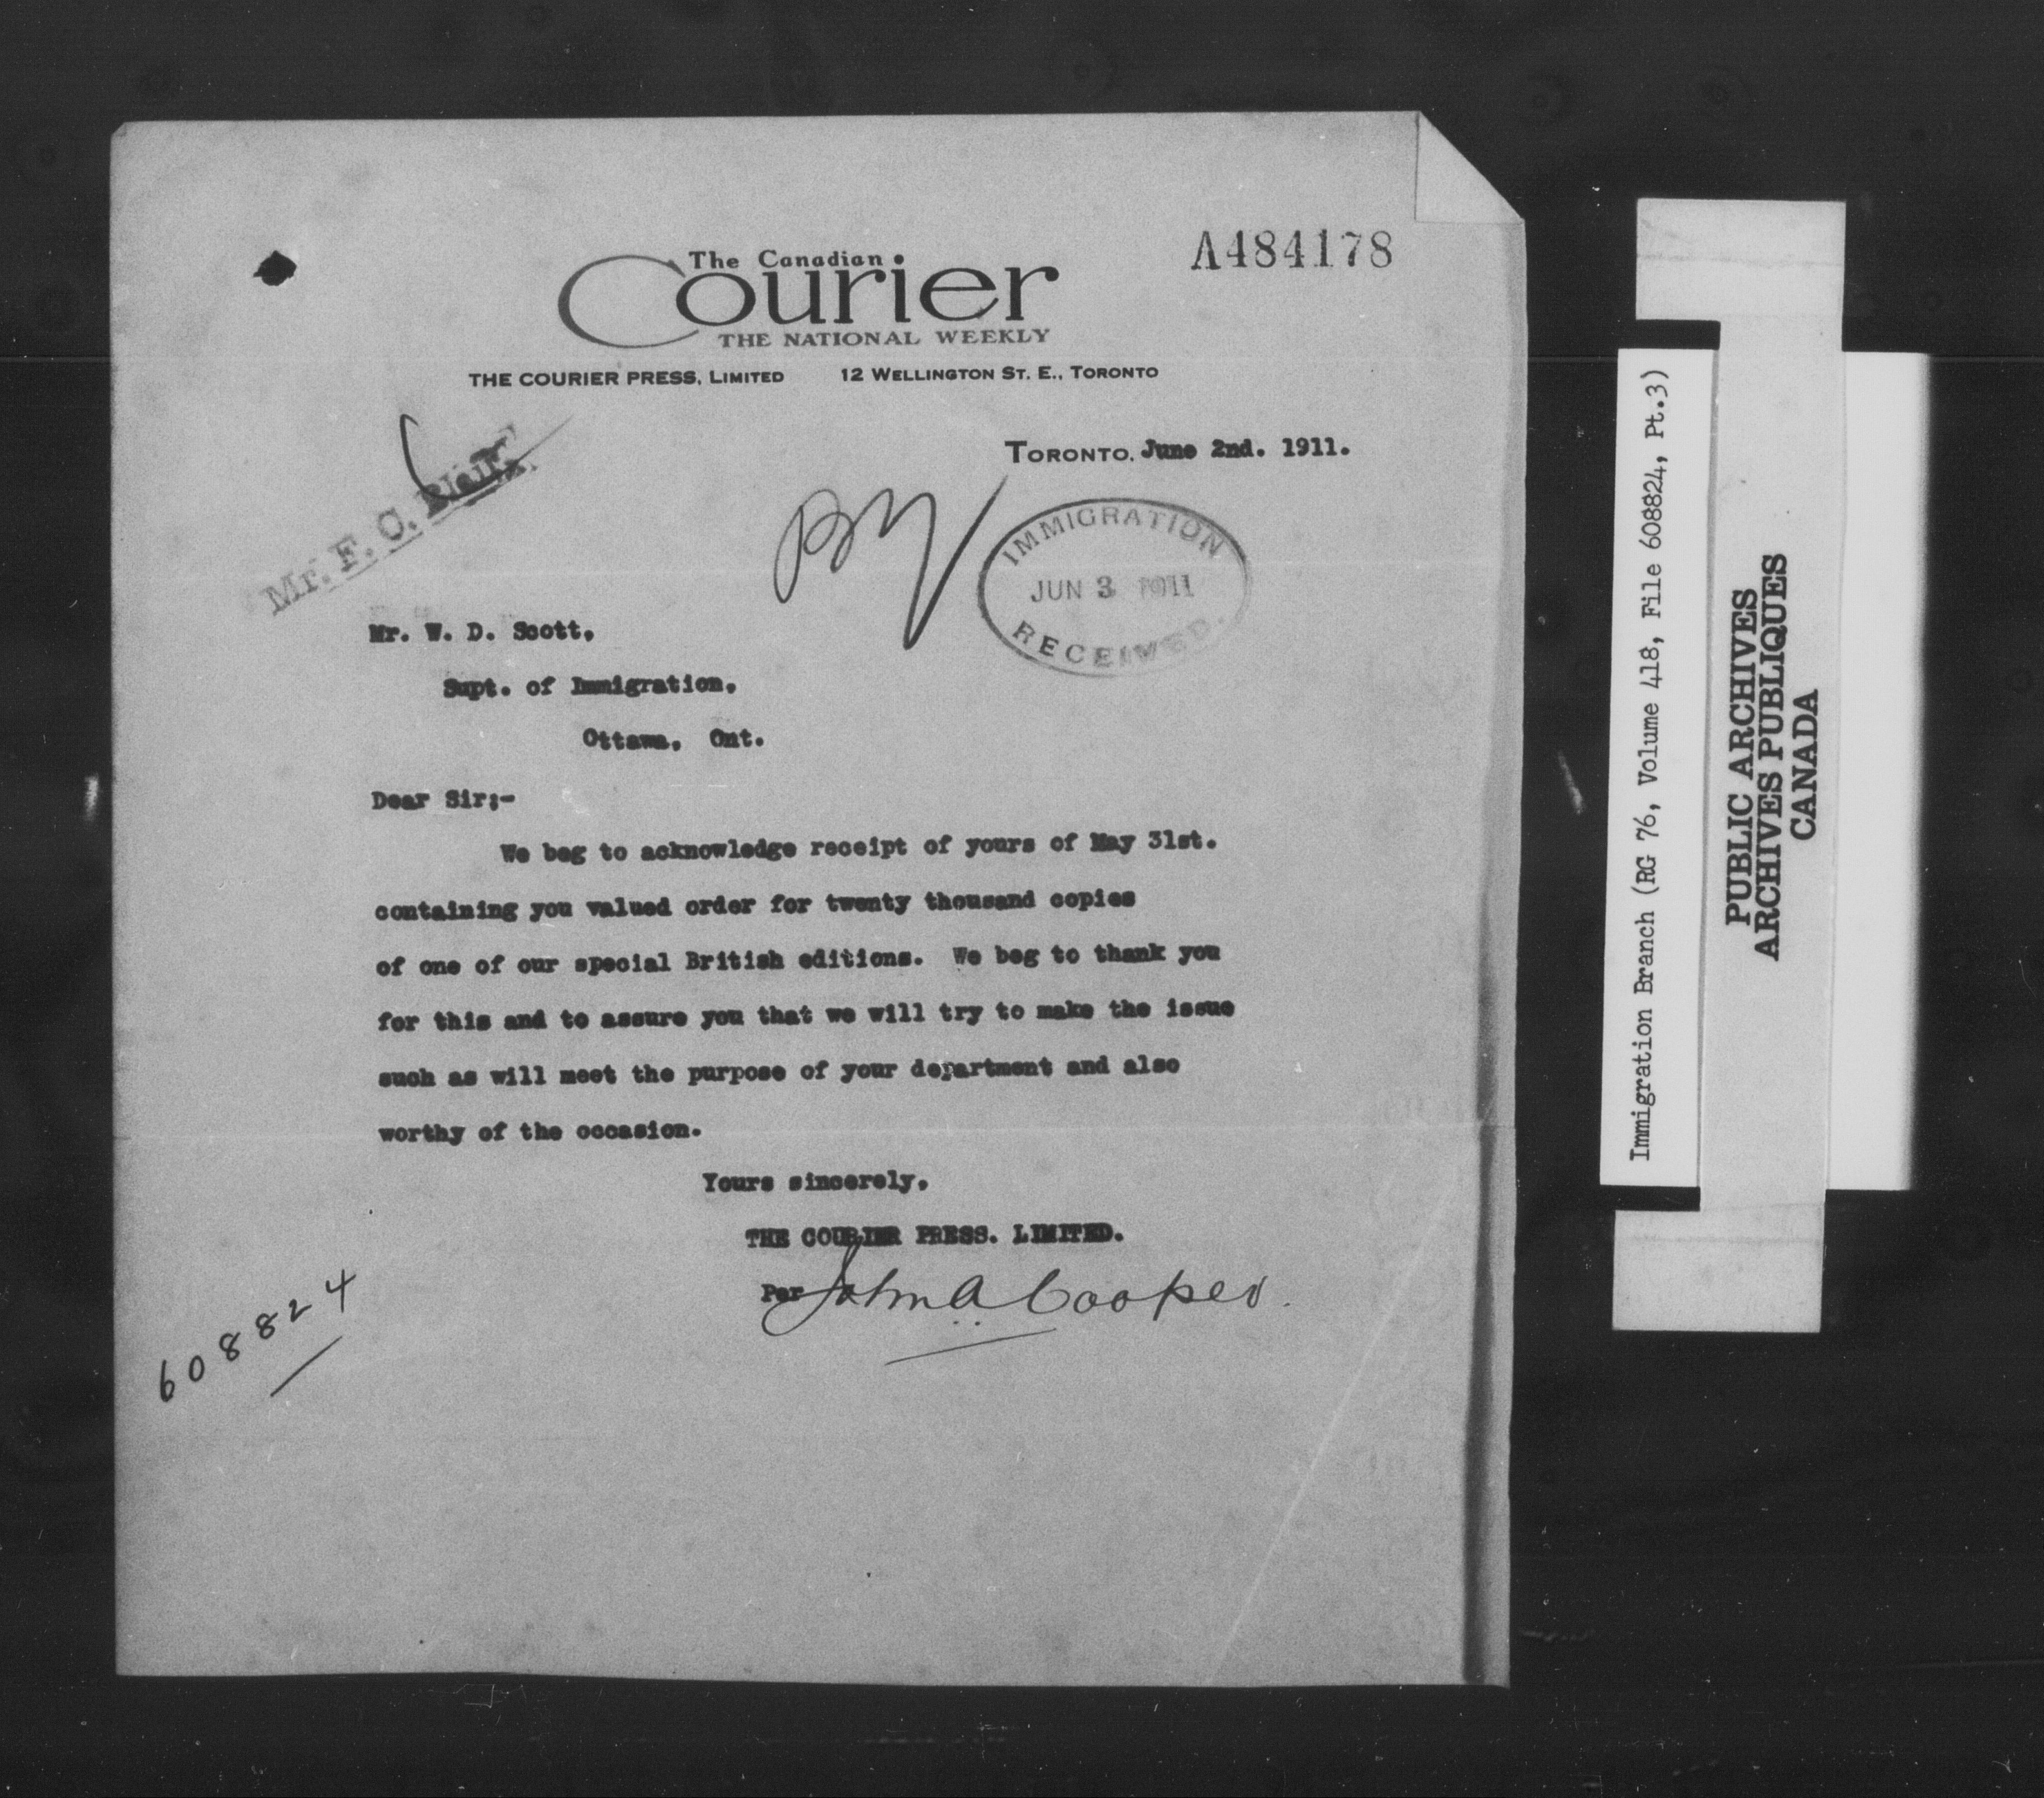 A484178
The Canadian
Courier
THE NATIONAL WEEKLY
THE COURIER PRESS, LIMITED 12 WELLINGTON ST. E., TORONTO
TORONTO, June 2nd. 1911.
Mr. F. C. Blair,
IMMIGRATION
JUN 3 1911
RECEIVED.
Mr. W. D. Scott,
Supt. of Immigration,
Ottawa, Ont.
Dear Sir;-
We beg to acknowledge receipt of yours of May 31st.
containing you valued order for twenty thousand copies
of one of our special British editions. We beg to thank you
for this and to assure you that we will try to make the issue
such as will meet the purpose of your department and also
worthy of the occasion.
Yours sincerely,
THE COURIER PRESS. LIMITED.
Per John A Cooper.
608824
Immigration Branch (RG 76, Volume 418, File 608824, Pt.3)
PUBLIC ARCHIVES
ARCHIVES PUBLIQUES
CANADA